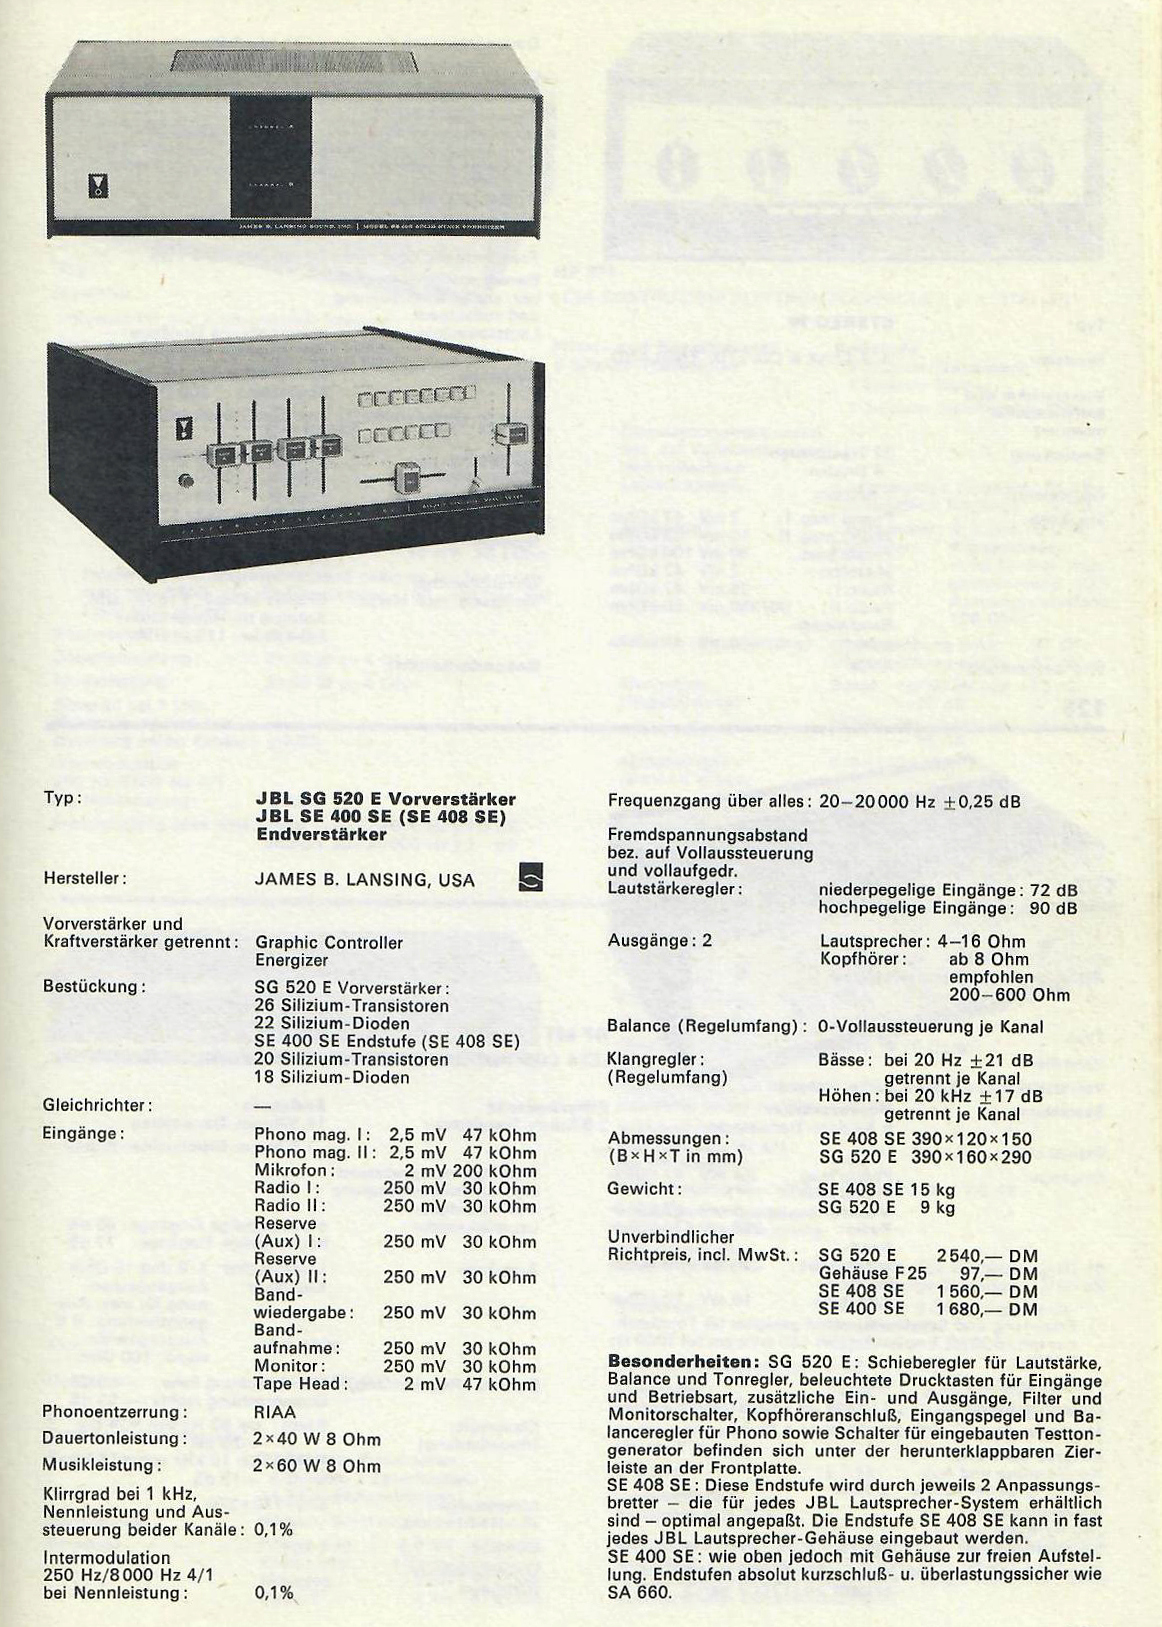 JAMES B. LANSING SOUND, INC. | MODEL SE 400 SOLID STATE ENERGIZER
Typ: JBL SG 520 E Vorverstärker
JBL SE 400 SE (SE 408 SE)
Endverstärker
Hersteller: JAMES B. LANSING, USA
Vorverstärker und
Kraftverstärker getrennt: Graphic Controller
Energizer
Bestückung: SG 520 E Vorverstärker:
26 Silizium-Transistoren
22 Silizium-Dioden
SE 400 SE Endstufe (SE 408 SE)
20 Silizium-Transistoren
18 Silizium-Dioden
Gleichrichter: —
Eingänge: Phono mag. I: 2,5 mV 47 kOhm
Phono mag. II: 2,5 mV 47 kOhm
Mikrofon: 2 mV 200 kOhm
Radio I: 250 mV 30 kOhm
Radio II: 250 mV 30 kOhm
Reserve
(Aux) I: 250 mV 30 kOhm
Reserve
(Aux) II: 250 mV 30 kOhm
Band-
wiedergabe: 250 mV 30 kOhm
Band-
aufnahme: 250 mV 30 kOhm
Monitor: 250 mV 30 kOhm
Tape Head: 2 mV 47 kOhm
Phonoentzerrung: RIAA
Dauertonleistung: 2×40 W 8 Ohm
Musikleistung: 2×60 W 8 Ohm
Klirrgrad bei 1 kHz,
Nennleistung und Aus-
steuerung beider Kanäle: 0,1%
Intermodulation
250 Hz/8000 Hz 4/1
bei Nennleistung: 0,1%
Frequenzgang über alles: 20–20000 Hz ±0,25 dB
Fremdspannungsabstand
bez. auf Vollaussteuerung
und vollaufgedr.
Lautstärkeregler: niederpegelige Eingänge: 72 dB
hochpegelige Eingänge: 90 dB
Ausgänge: 2 Lautsprecher: 4–16 Ohm
Kopfhörer: ab 8 Ohm
empfohlen
200–600 Ohm
Balance (Regelumfang): 0-Vollaussteuerung je Kanal
Klangregler: Bässe: bei 20 Hz ±21 dB
(Regelumfang) getrennt je Kanal
Höhen: bei 20 kHz ±17 dB
getrennt je Kanal
Abmessungen: SE 408 SE 390×120×150
(B×H×T in mm) SG 520 E 390×160×290
Gewicht: SE 408 SE 15 kg
SG 520 E 9 kg
Unverbindlicher
Richtpreis, incl. MwSt.: SG 520 E 2540,— DM
Gehäuse F25 97,— DM
SE 408 SE 1560,— DM
SE 400 SE 1680,— DM
Besonderheiten: SG 520 E: Schieberegler für Lautstärke,
Balance und Tonregler, beleuchtete Drucktasten für Eingänge
und Betriebsart, zusätzliche Ein- und Ausgänge, Filter und
Monitorschalter, Kopfhöreranschluß, Eingangspegel und Ba-
lanceregler für Phono sowie Schalter für eingebauten Testton-
generator befinden sich unter der herunterklappbaren Zier-
leiste an der Frontplatte.
SE 408 SE: Diese Endstufe wird durch jeweils 2 Anpassungs-
bretter – die für jedes JBL Lautsprecher-System erhältlich
sind – optimal angepaßt. Die Endstufe SE 408 SE kann in fast
jedes JBL Lautsprecher-Gehäuse eingebaut werden.
SE 400 SE: wie oben jedoch mit Gehäuse zur freien Aufstel-
lung. Endstufen absolut kurzschluß- u. überlastungssicher wie
SA 660.